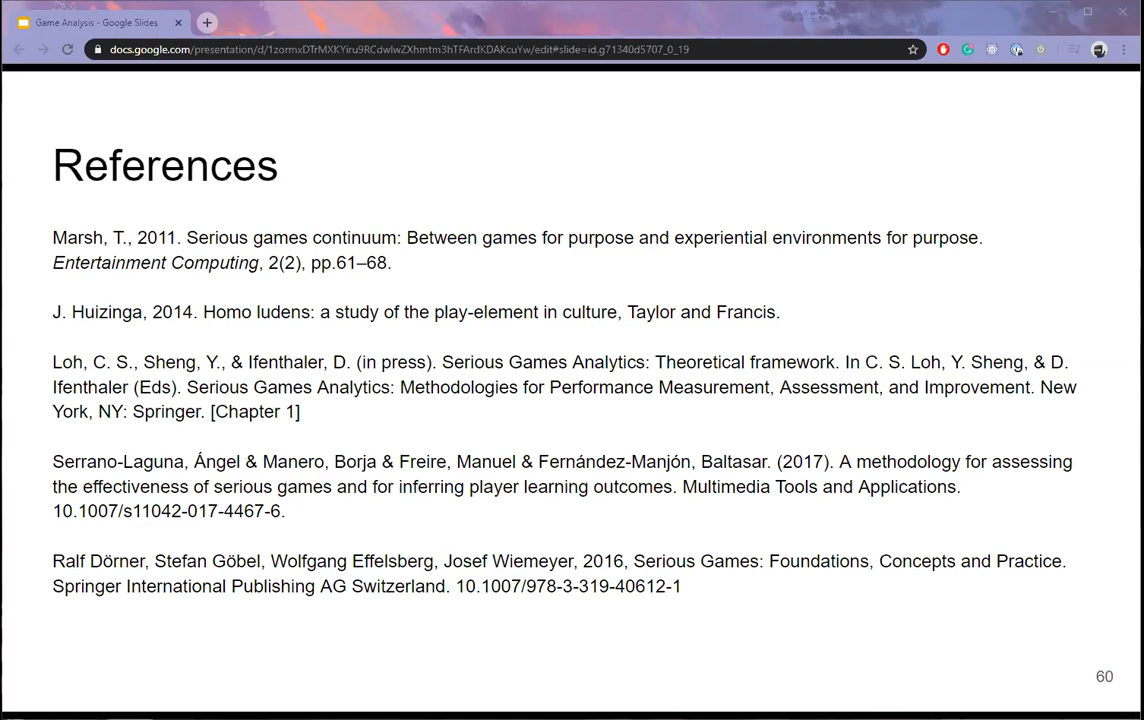 Game Analysis - Google Slides
docs.google.com/presentation/d/1zormxDTrMXKYiru9RCdwlwZXhmtm3hTFArdKDAKcuYw/edit#slide=id.g71340d5707_0_19
References
Marsh, T., 2011. Serious games continuum: Between games for purpose and experiential environments for purpose.
Entertainment Computing, 2(2), pp.61–68.
J. Huizinga, 2014. Homo ludens: a study of the play-element in culture, Taylor and Francis.
Loh, C. S., Sheng, Y., & Ifenthaler, D. (in press). Serious Games Analytics: Theoretical framework. In C. S. Loh, Y. Sheng, & D.
Ifenthaler (Eds). Serious Games Analytics: Methodologies for Performance Measurement, Assessment, and Improvement. New
York, NY: Springer. [Chapter 1]
Serrano-Laguna, Ángel & Manero, Borja & Freire, Manuel & Fernández-Manjón, Baltasar. (2017). A methodology for assessing
the effectiveness of serious games and for inferring player learning outcomes. Multimedia Tools and Applications.
10.1007/s11042-017-4467-6.
Ralf Dörner, Stefan Göbel, Wolfgang Effelsberg, Josef Wiemeyer, 2016, Serious Games: Foundations, Concepts and Practice.
Springer International Publishing AG Switzerland. 10.1007/978-3-319-40612-1
60